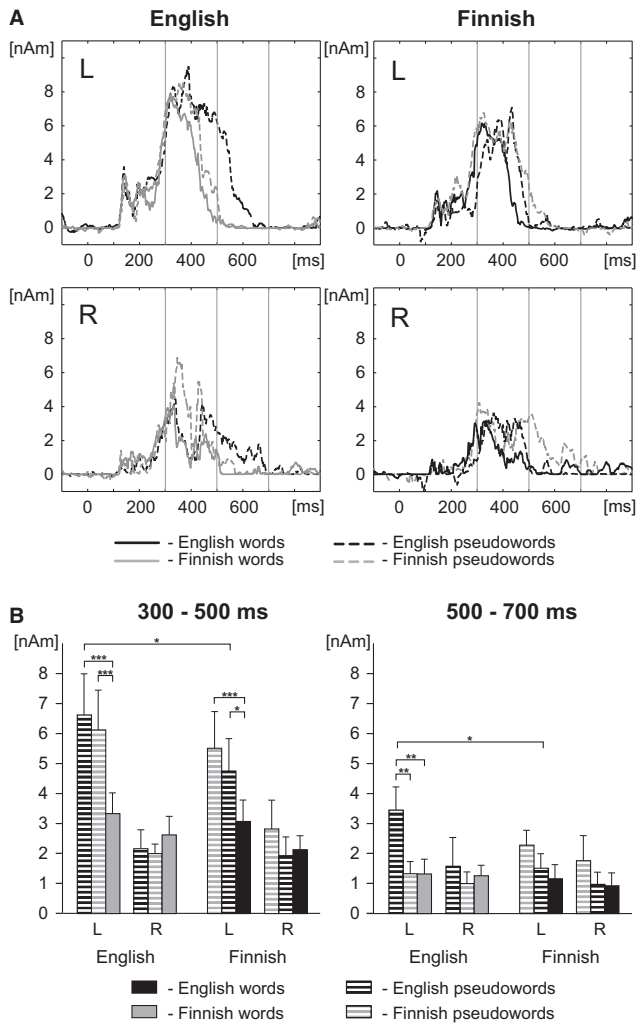 A
English
Finnish
[nAm]
L
8
6
4
2
0
0 200 400 600 [ms]
[nAm]
L
8
6
4
2
0
0 200 400 600 [ms]
[nAm]
R
8
6
4
2
0
0 200 400 600 [ms]
[nAm]
R
8
6
4
2
0
0 200 400 600 [ms]
- English words
- English pseudowords
- Finnish words
- Finnish pseudowords
B
300 - 500 ms
500 - 700 ms
[nAm]
8
7
6
5
4
3
2
1
0
*
***
***
***
*
L R L R
English Finnish
[nAm]
8
7
6
5
4
3
2
1
0
*
**
**
L R L R
English Finnish
- English words
- English pseudowords
- Finnish words
- Finnish pseudowords